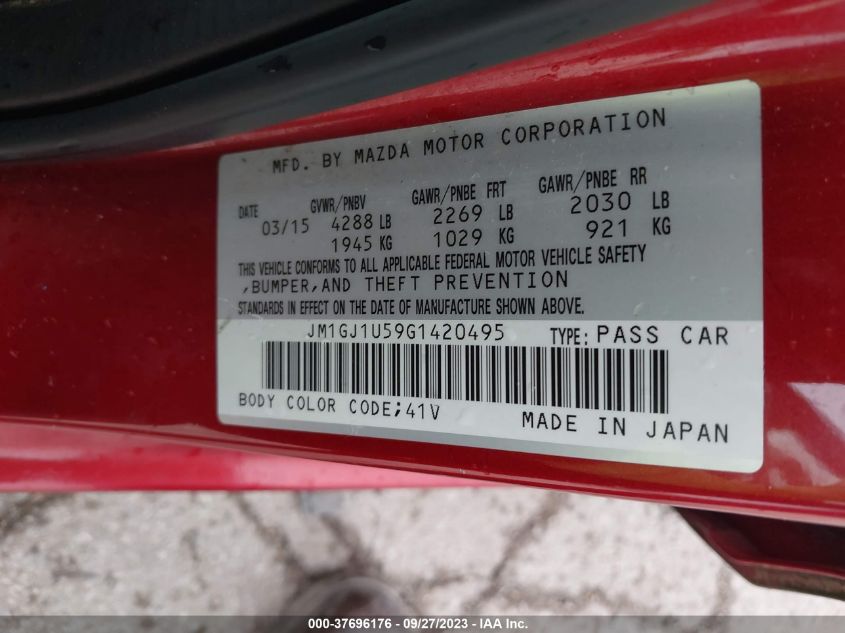 MFD. BY MAZDA MOTOR CORPORATION
DATE GVWR/PNBV GAWR/PNBE FRT GAWR/PNBE RR
03/15 4288 LB 2269 LB 2030 LB
1945 KG 1029 KG 921 KG
THIS VEHICLE CONFORMS TO ALL APPLICABLE FEDERAL MOTOR VEHICLE SAFETY
,BUMPER,AND THEFT PREVENTION
STANDARDS IN EFFECT ON THE DATE OF MANUFACTURE SHOWN ABOVE.
JM1GJ1U59G1420495 TYPE: PASS CAR
BODY COLOR CODE;41V MADE IN JAPAN
000-37696176 - 09/27/2023 - IAA Inc.